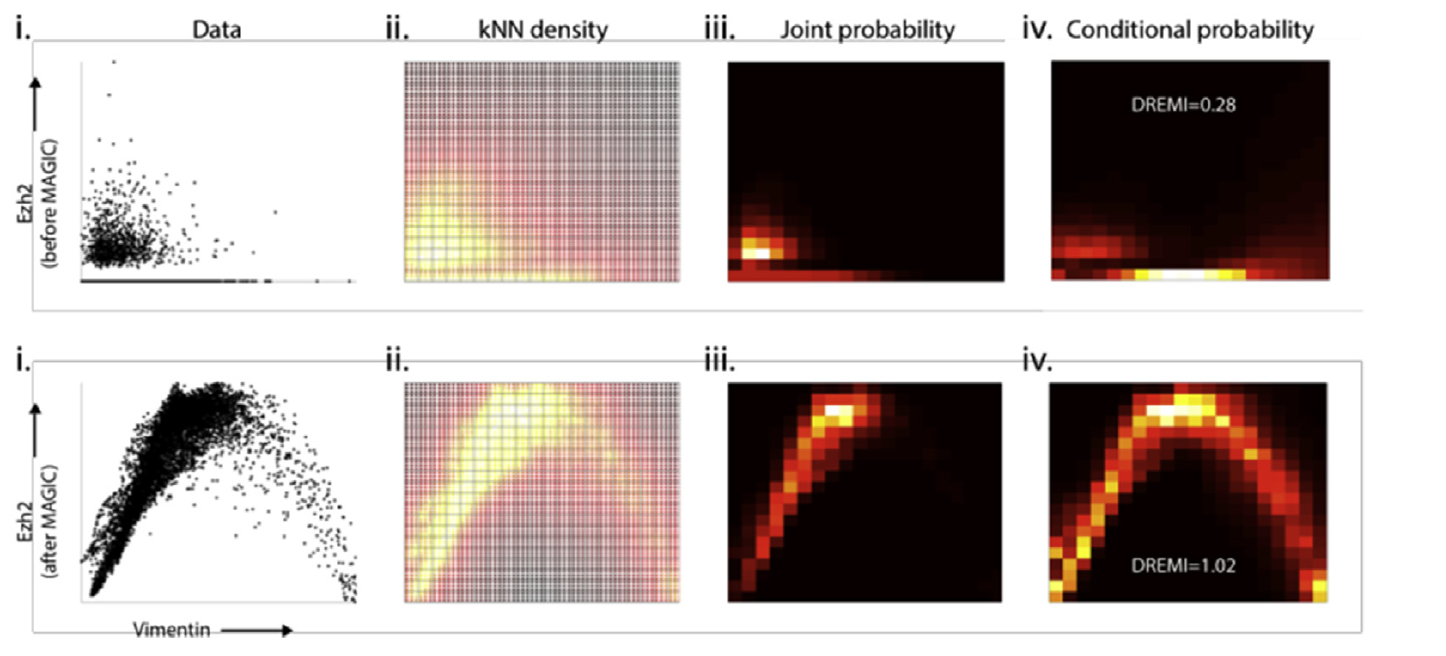 i. Data ii. kNN density iii. Joint probability iv. Conditional probability
DREMI=0.28
Ezh2
(before MAGIC)
i. ii. iii. iv.
Ezh2
(after MAGIC)
DREMI=1.02
Vimentin